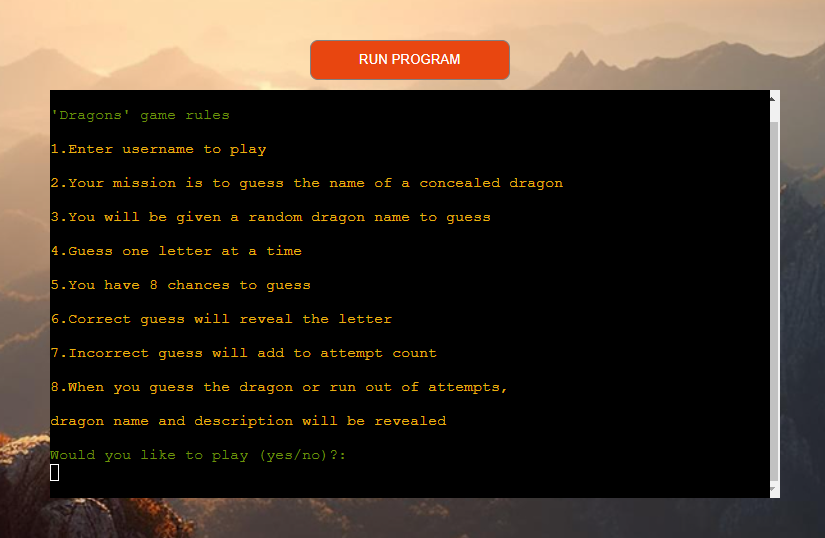 RUN PROGRAM
'Dragons' game rules
1.Enter username to play
2.Your mission is to guess the name of a concealed dragon
3.You will be given a random dragon name to guess
4.Guess one letter at a time
5.You have 8 chances to guess
6.Correct guess will reveal the letter
7.Incorrect guess will add to attempt count
8.When you guess the dragon or run out of attempts,
dragon name and description will be revealed
Would you like to play (yes/no)?: